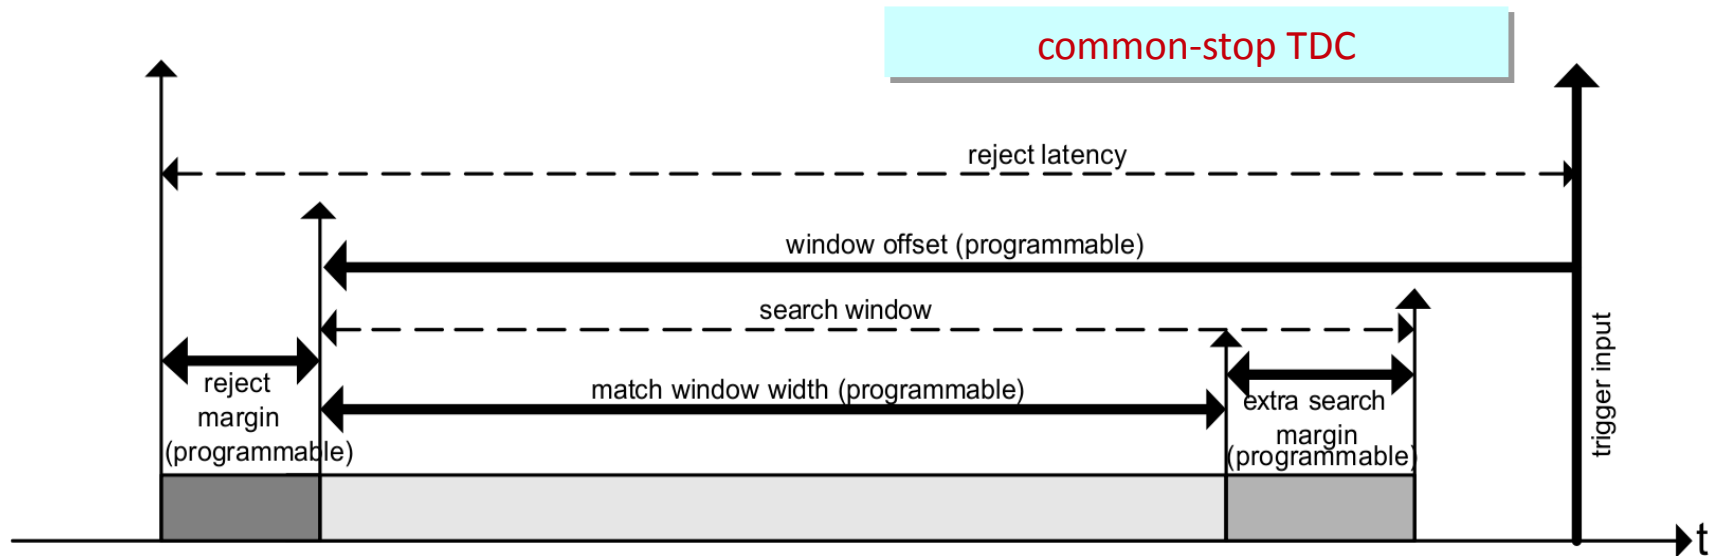 common-stop TDC
reject latency
window offset (programmable)
search window
reject
margin
(programmable)
match window width (programmable)
extra search
margin
(programmable)
trigger input
t